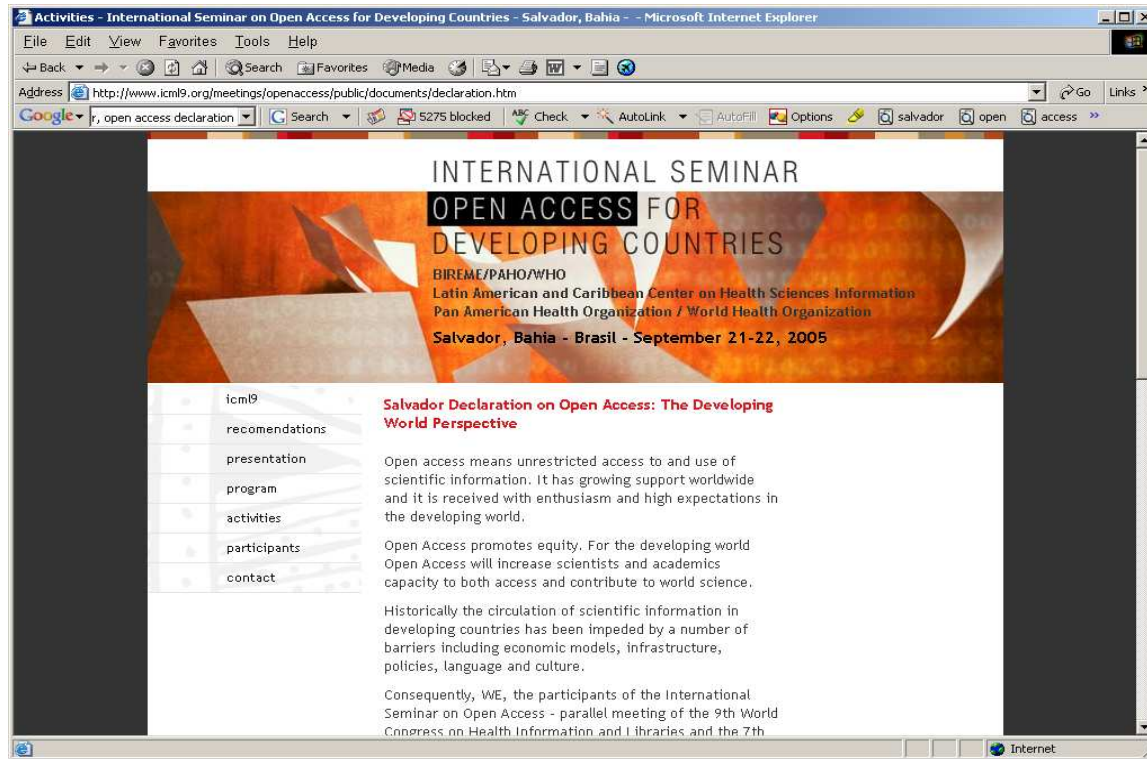 Activities - International Seminar on Open Access for Developing Countries - Salvador, Bahia - - Microsoft Internet Explorer
File Edit View Favorites Tools Help
Back Search Favorites Media
Address http://www.icml9.org/meetings/openaccess/public/documents/declaration.htm Go Links
Google r, open access declaration Search 5275 blocked Check AutoLink AutoFill Options salvador open access
INTERNATIONAL SEMINAR
OPEN ACCESS FOR
DEVELOPING COUNTRIES
BIREME/PAHO/WHO
Latin American and Caribbean Center on Health Sciences Information
Pan American Health Organization / World Health Organization
Salvador, Bahia - Brasil - September 21-22, 2005
icml9
recomendations
presentation
program
activities
participants
contact
Salvador Declaration on Open Access: The Developing
World Perspective
Open access means unrestricted access to and use of
scientific information. It has growing support worldwide
and it is received with enthusiasm and high expectations in
the developing world.
Open Access promotes equity. For the developing world
Open Access will increase scientists and academics
capacity to both access and contribute to world science.
Historically the circulation of scientific information in
developing countries has been impeded by a number of
barriers including economic models, infrastructure,
policies, language and culture.
Consequently, WE, the participants of the International
Seminar on Open Access - parallel meeting of the 9th World
Congress on Health Information and Libraries and the 7th
Internet